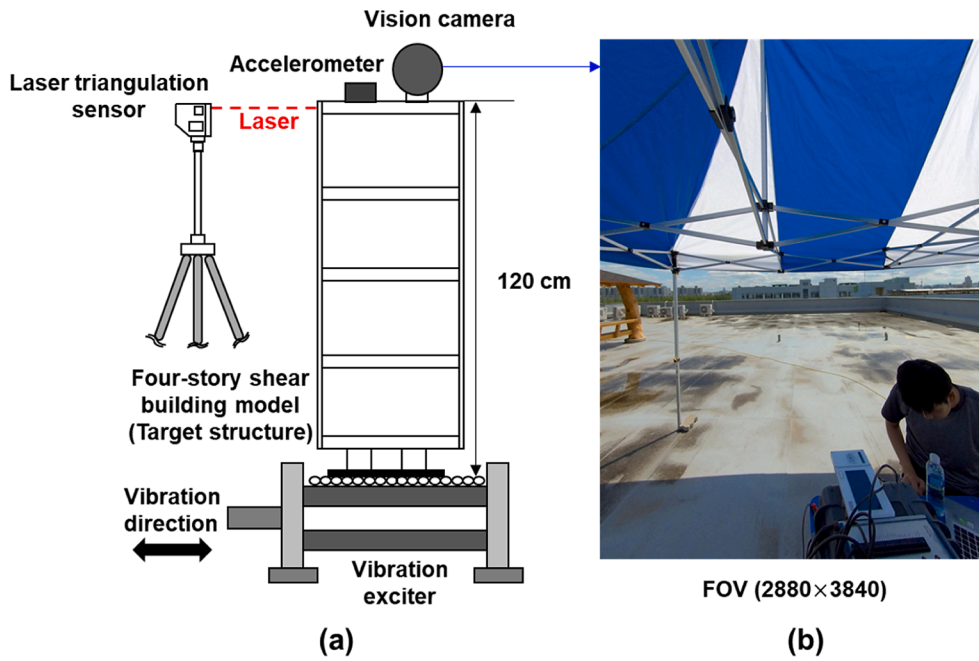 Vision camera
Accelerometer
Laser triangulation
sensor
Laser
120 cm
Four-story shear
building model
(Target structure)
Vibration
direction
Vibration
exciter
FOV (2880×3840)
(a)
(b)